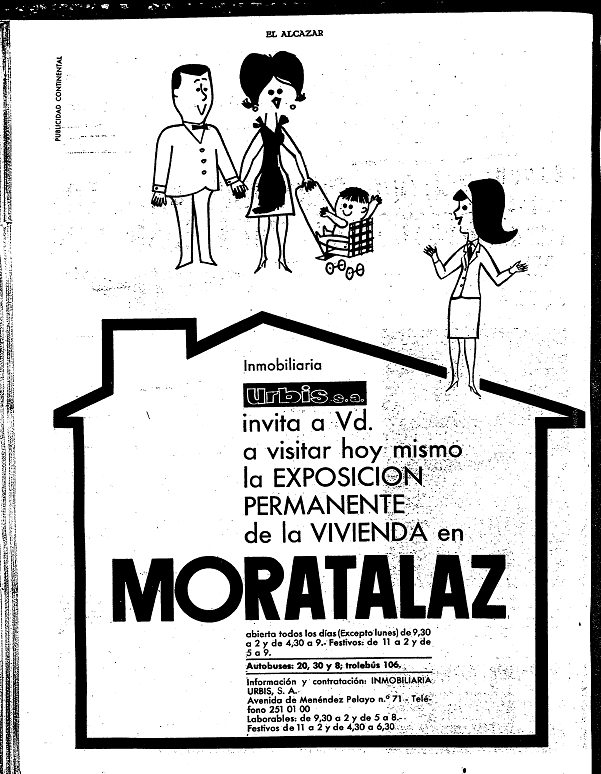 EL ALCAZAR
PUBLICIDAD CONTINENTAL
Inmobiliaria
Urbis s.a.
invita a Vd.
a visitar hoy mismo
la EXPOSICION
PERMANENTE
de la VIVIENDA en
MORATALAZ
abierta todos los días (Excepto lunes) de 9,30
a 2 y de 4,30 a 9.- Festivos: de 11 a 2 y de
5 a 9.
Autobuses: 20, 30 y 8; trolebús 106.
Información y contratación: INMOBILIARIA
URBIS, S. A.
Avenida de Menéndez Pelayo n.º 71 - Telé-
fono 251 01 00
Laborables: de 9,30 a 2 y de 5 a 8.-
Festivos de 11 a 2 y de 4,30 a 6,30